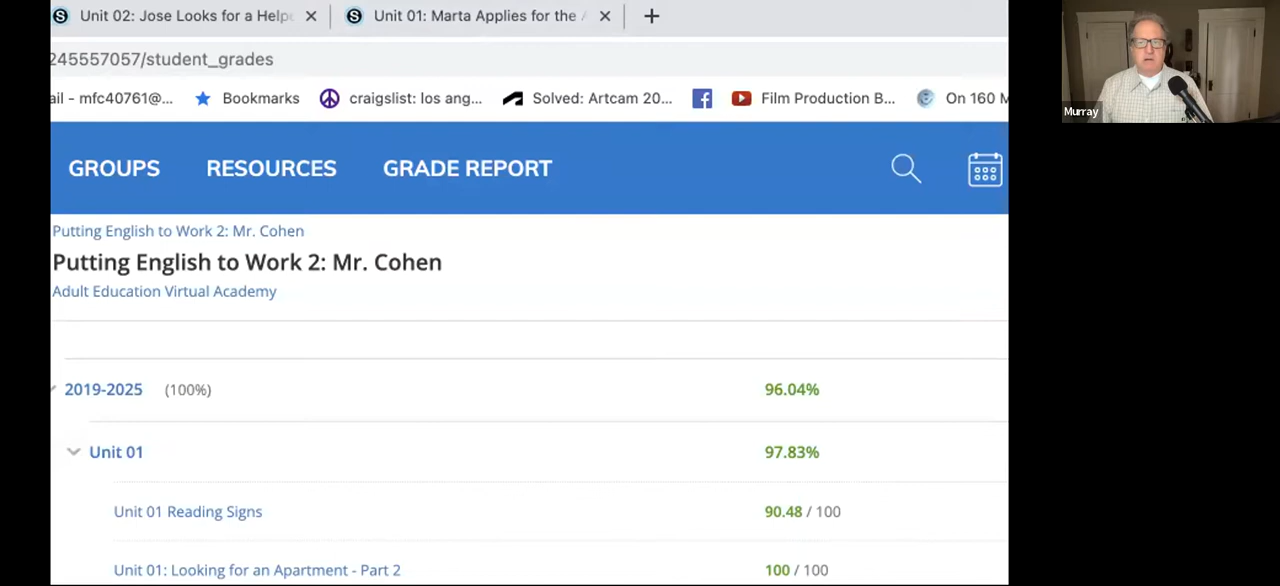 Unit 02: Jose Looks for a Helpe
Unit 01: Marta Applies for the
245557057/student_grades
ail - mfc40761@...
Bookmarks
craigslist: los ang...
Solved: Artcam 20...
Film Production B...
On 160 M
Murray
GROUPS
RESOURCES
GRADE REPORT
Putting English to Work 2: Mr. Cohen
Putting English to Work 2: Mr. Cohen
Adult Education Virtual Academy
2019-2025 (100%) 96.04%
Unit 01 97.83%
Unit 01 Reading Signs 90.48 / 100
Unit 01: Looking for an Apartment - Part 2 100 / 100